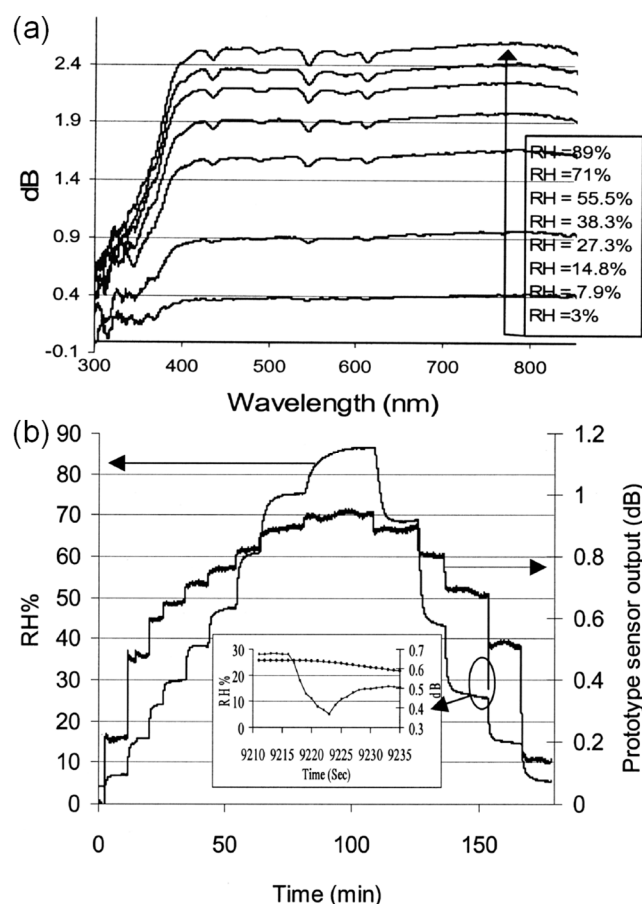 (a)
2.4
1.9
1.4
0.9
0.4
-0.1
dB
300 400 500 600 700 800
Wavelength (nm)
RH =89%
RH =71%
RH = 55.5%
RH = 38.3%
RH =27.3%
RH =14.8%
RH =7.9%
RH =3%
(b)
90
80
70
60
50
40
30
20
10
0
RH%
1.2
1
0.8
0.6
0.4
0.2
0
Prototype sensor output (dB)
30
20
10
0
RH%
0.7
0.6
0.5
0.4
0.3
dB
9210 9215 9220 9225 9230 9235
Time (Sec)
0 50 100 150
Time (min)